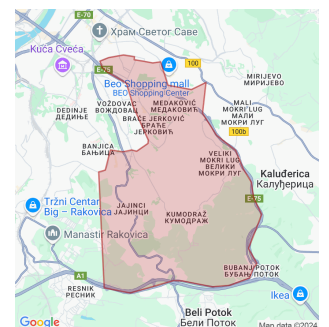 E-70
Храм Светог Саве
Kuća Cveća
E-75
100
Beo Shopping mall
BEO Shopping Center
MIRIJEVO
МИРИЈЕВО
VOŽDOVAC
ВОЖДОВАЦ
MEDAKOVIĆ
МЕДАКОВИЋ
MALI
MOKRI LUG
МАЛИ
МОКРИ ЛУГ
DEDINJE
ДЕДИЊЕ
BRAĆE JERKOVIĆ
БРАЋЕ
ЈЕРКОВИЋ
100b
BANJICA
БАЊИЦА
VELIKI
MOKRI LUG
ВЕЛИКИ
МОКРИ ЛУГ
Kaluđerica
Калуђерица
E-75
Tržni Centar
Big – Rakovica
JAJINCI
ЈАЈИНЦИ
KUMODRAŽ
КУМОДРАЖ
Manastir Rakovica
BUBANJ POTOK
БУБАЊ ПОТОК
A1
RESNIK
РЕСНИК
Ikea
Beli Potok
Бели Поток
Google
Map data ©2024